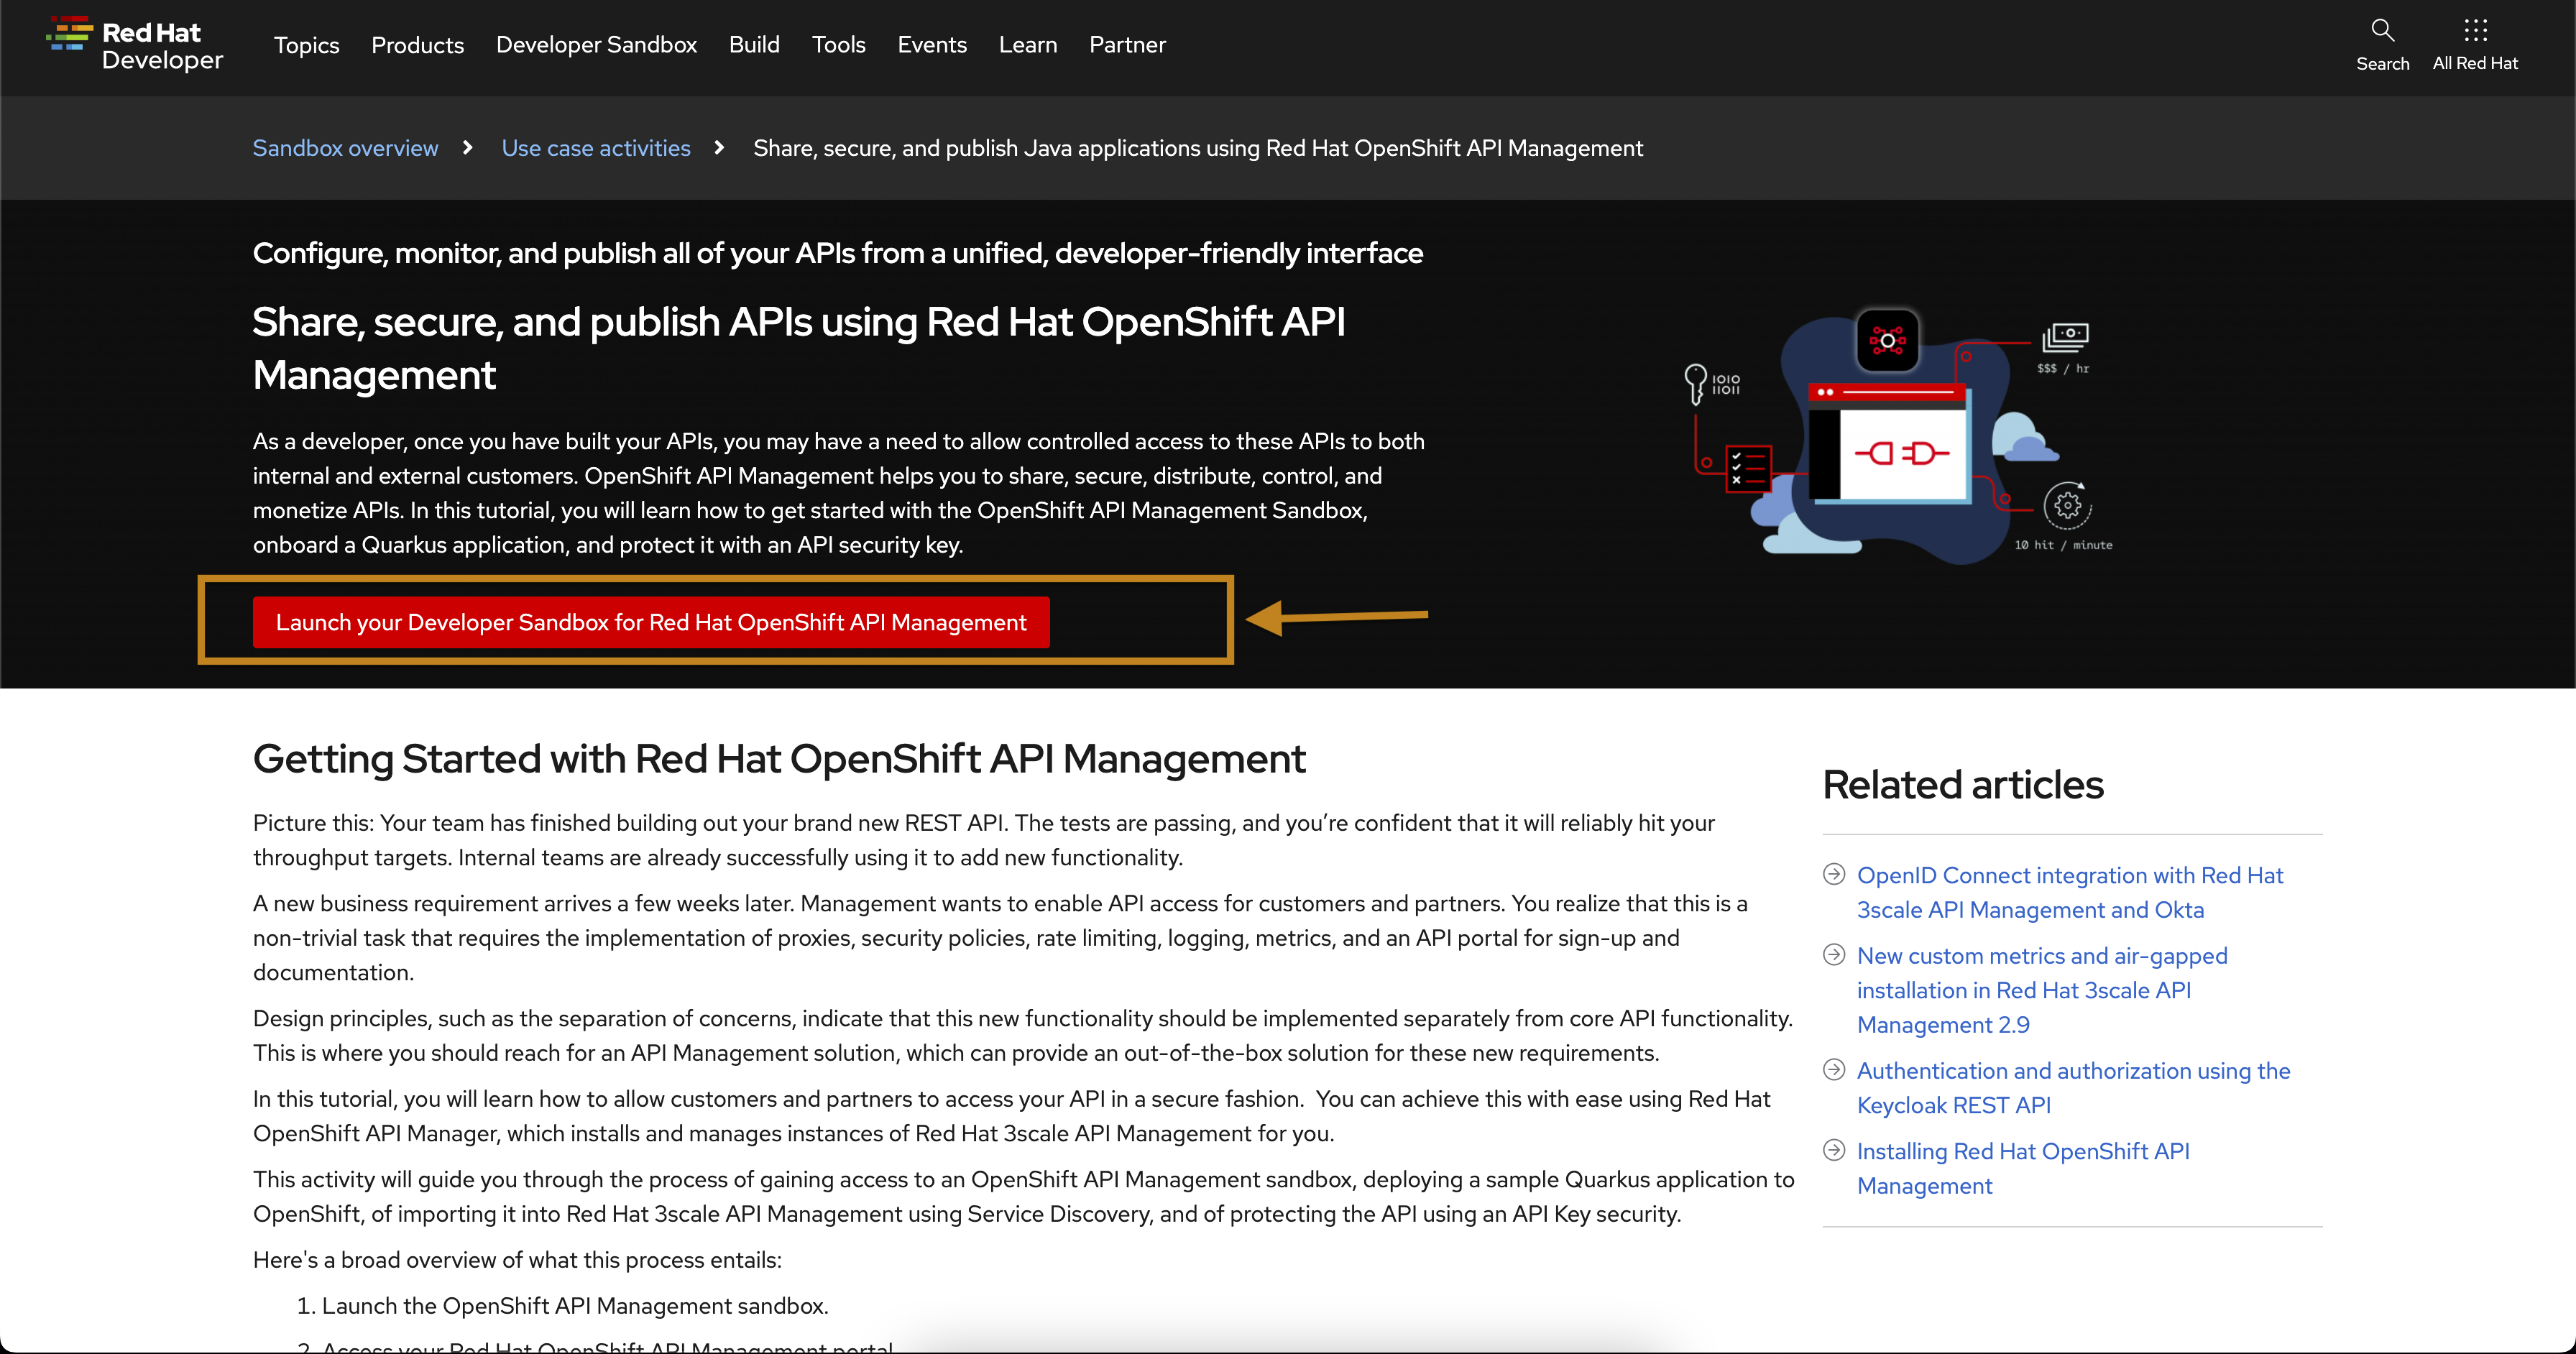 Red Hat
Developer
Topics
Products
Developer Sandbox
Build
Tools
Events
Learn
Partner
Search
All Red Hat
Sandbox overview
Use case activities
Share, secure, and publish Java applications using Red Hat OpenShift API Management
Configure, monitor, and publish all of your APIs from a unified, developer-friendly interface
Share, secure, and publish APIs using Red Hat OpenShift API
Management
As a developer, once you have built your APIs, you may have a need to allow controlled access to these APIs to both
internal and external customers. OpenShift API Management helps you to share, secure, distribute, control, and
monetize APIs. In this tutorial, you will learn how to get started with the OpenShift API Management Sandbox,
onboard a Quarkus application, and protect it with an API security key.
Launch your Developer Sandbox for Red Hat OpenShift API Management
1010
11011
$$$ / hr
10 hit / minute
Getting Started with Red Hat OpenShift API Management
Picture this: Your team has finished building out your brand new REST API. The tests are passing, and you’re confident that it will reliably hit your
throughput targets. Internal teams are already successfully using it to add new functionality.
A new business requirement arrives a few weeks later. Management wants to enable API access for customers and partners. You realize that this is a
non-trivial task that requires the implementation of proxies, security policies, rate limiting, logging, metrics, and an API portal for sign-up and
documentation.
Design principles, such as the separation of concerns, indicate that this new functionality should be implemented separately from core API functionality.
This is where you should reach for an API Management solution, which can provide an out-of-the-box solution for these new requirements.
In this tutorial, you will learn how to allow customers and partners to access your API in a secure fashion.  You can achieve this with ease using Red Hat
OpenShift API Manager, which installs and manages instances of Red Hat 3scale API Management for you.
This activity will guide you through the process of gaining access to an OpenShift API Management sandbox, deploying a sample Quarkus application to
OpenShift, of importing it into Red Hat 3scale API Management using Service Discovery, and of protecting the API using an API Key security.
Here's a broad overview of what this process entails:
1. Launch the OpenShift API Management sandbox.
2. Access your Red Hat OpenShift API Management portal
Related articles
OpenID Connect integration with Red Hat
3scale API Management and Okta
New custom metrics and air-gapped
installation in Red Hat 3scale API
Management 2.9
Authentication and authorization using the
Keycloak REST API
Installing Red Hat OpenShift API
Management